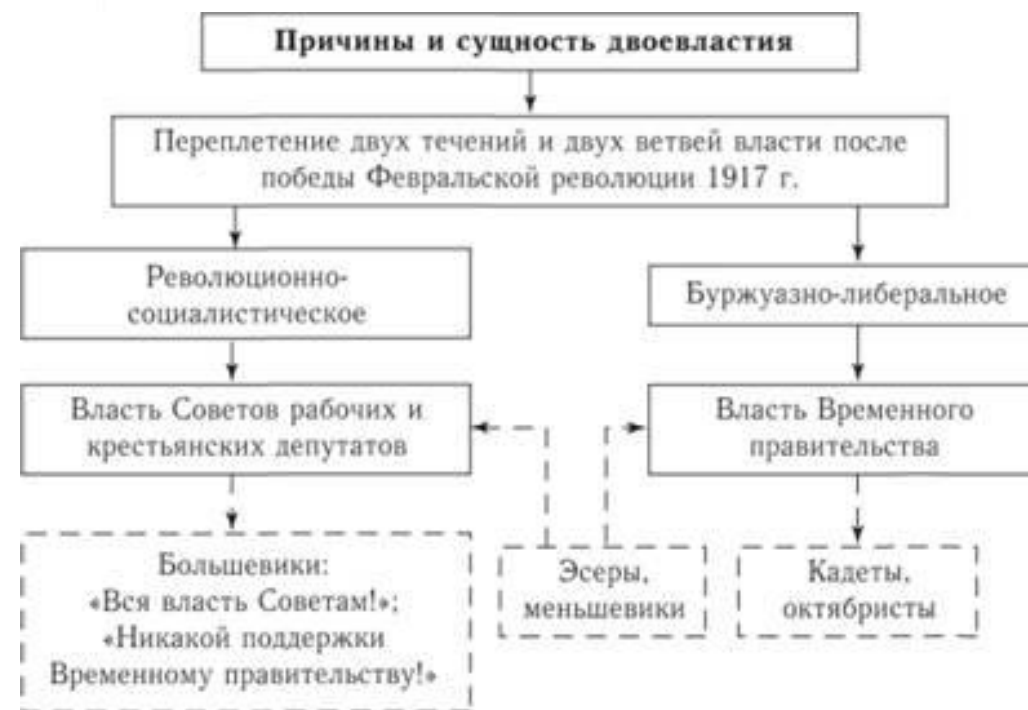 Причины и сущность двоевластия
Переплетение двух течений и двух ветвей власти после
победы Февральской революции 1917 г.
Революционно-
социалистическое
Буржуазно-либеральное
Власть Советов рабочих и
крестьянских депутатов
Власть Временного
правительства
Большевики:
«Вся власть Советам!»;
«Никакой поддержки
Временному правительству!»
Эсеры,
меньшевики
Кадеты,
октябристы